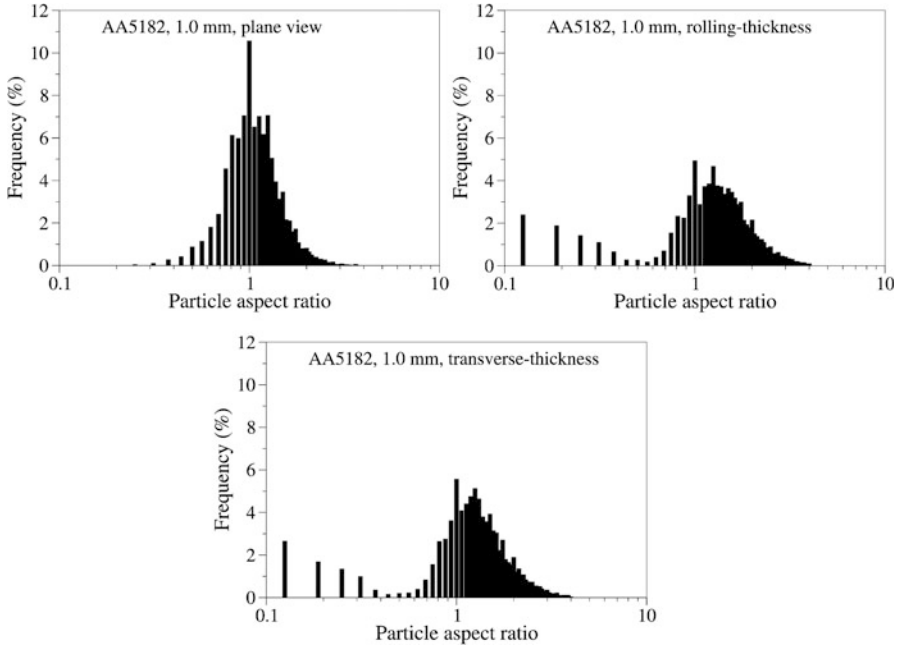 AA5182, 1.0 mm, plane view
12
10
8
6
4
2
0
Frequency (%)
0.1 1 10
Particle aspect ratio
AA5182, 1.0 mm, rolling-thickness
12
10
8
6
4
2
0
Frequency (%)
0.1 1 10
Particle aspect ratio
AA5182, 1.0 mm, transverse-thickness
12
10
8
6
4
2
0
Frequency (%)
0.1 1 10
Particle aspect ratio